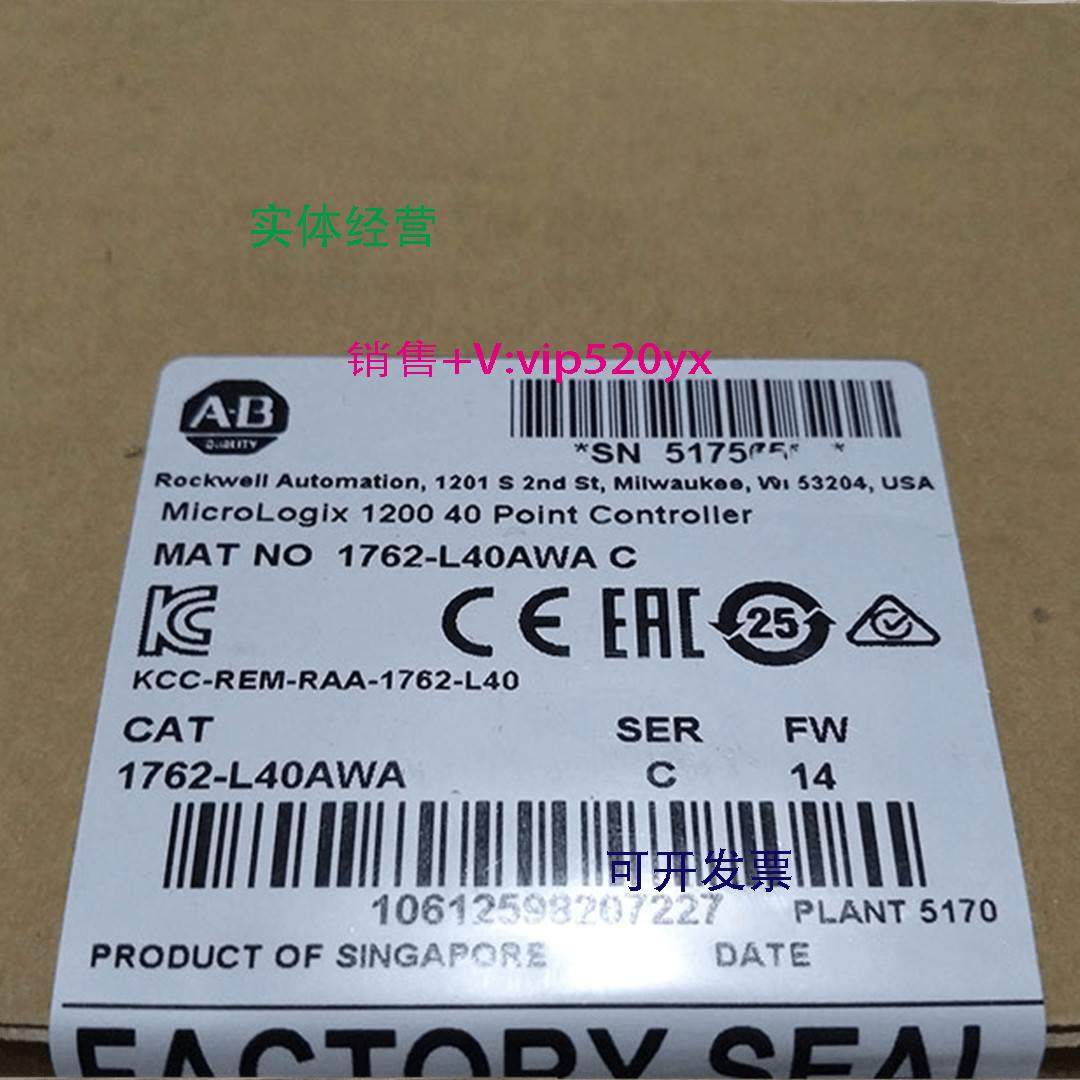 实体经营
销售+V:vip520yx
A-B
QUALITY
*SN 5175
Rockwell Automation, 1201 S 2nd St, Milwaukee, WI 53204, USA
MicroLogix 1200 40 Point Controller
MAT NO 1762-L40AWA C
KC CE EAC 25
KCC-REM-RAA-1762-L40
CAT SER FW
1762-L40AWA C 14
可开发票
10612598207227 PLANT 5170
PRODUCT OF SINGAPORE DATE
FACTORY SEAL